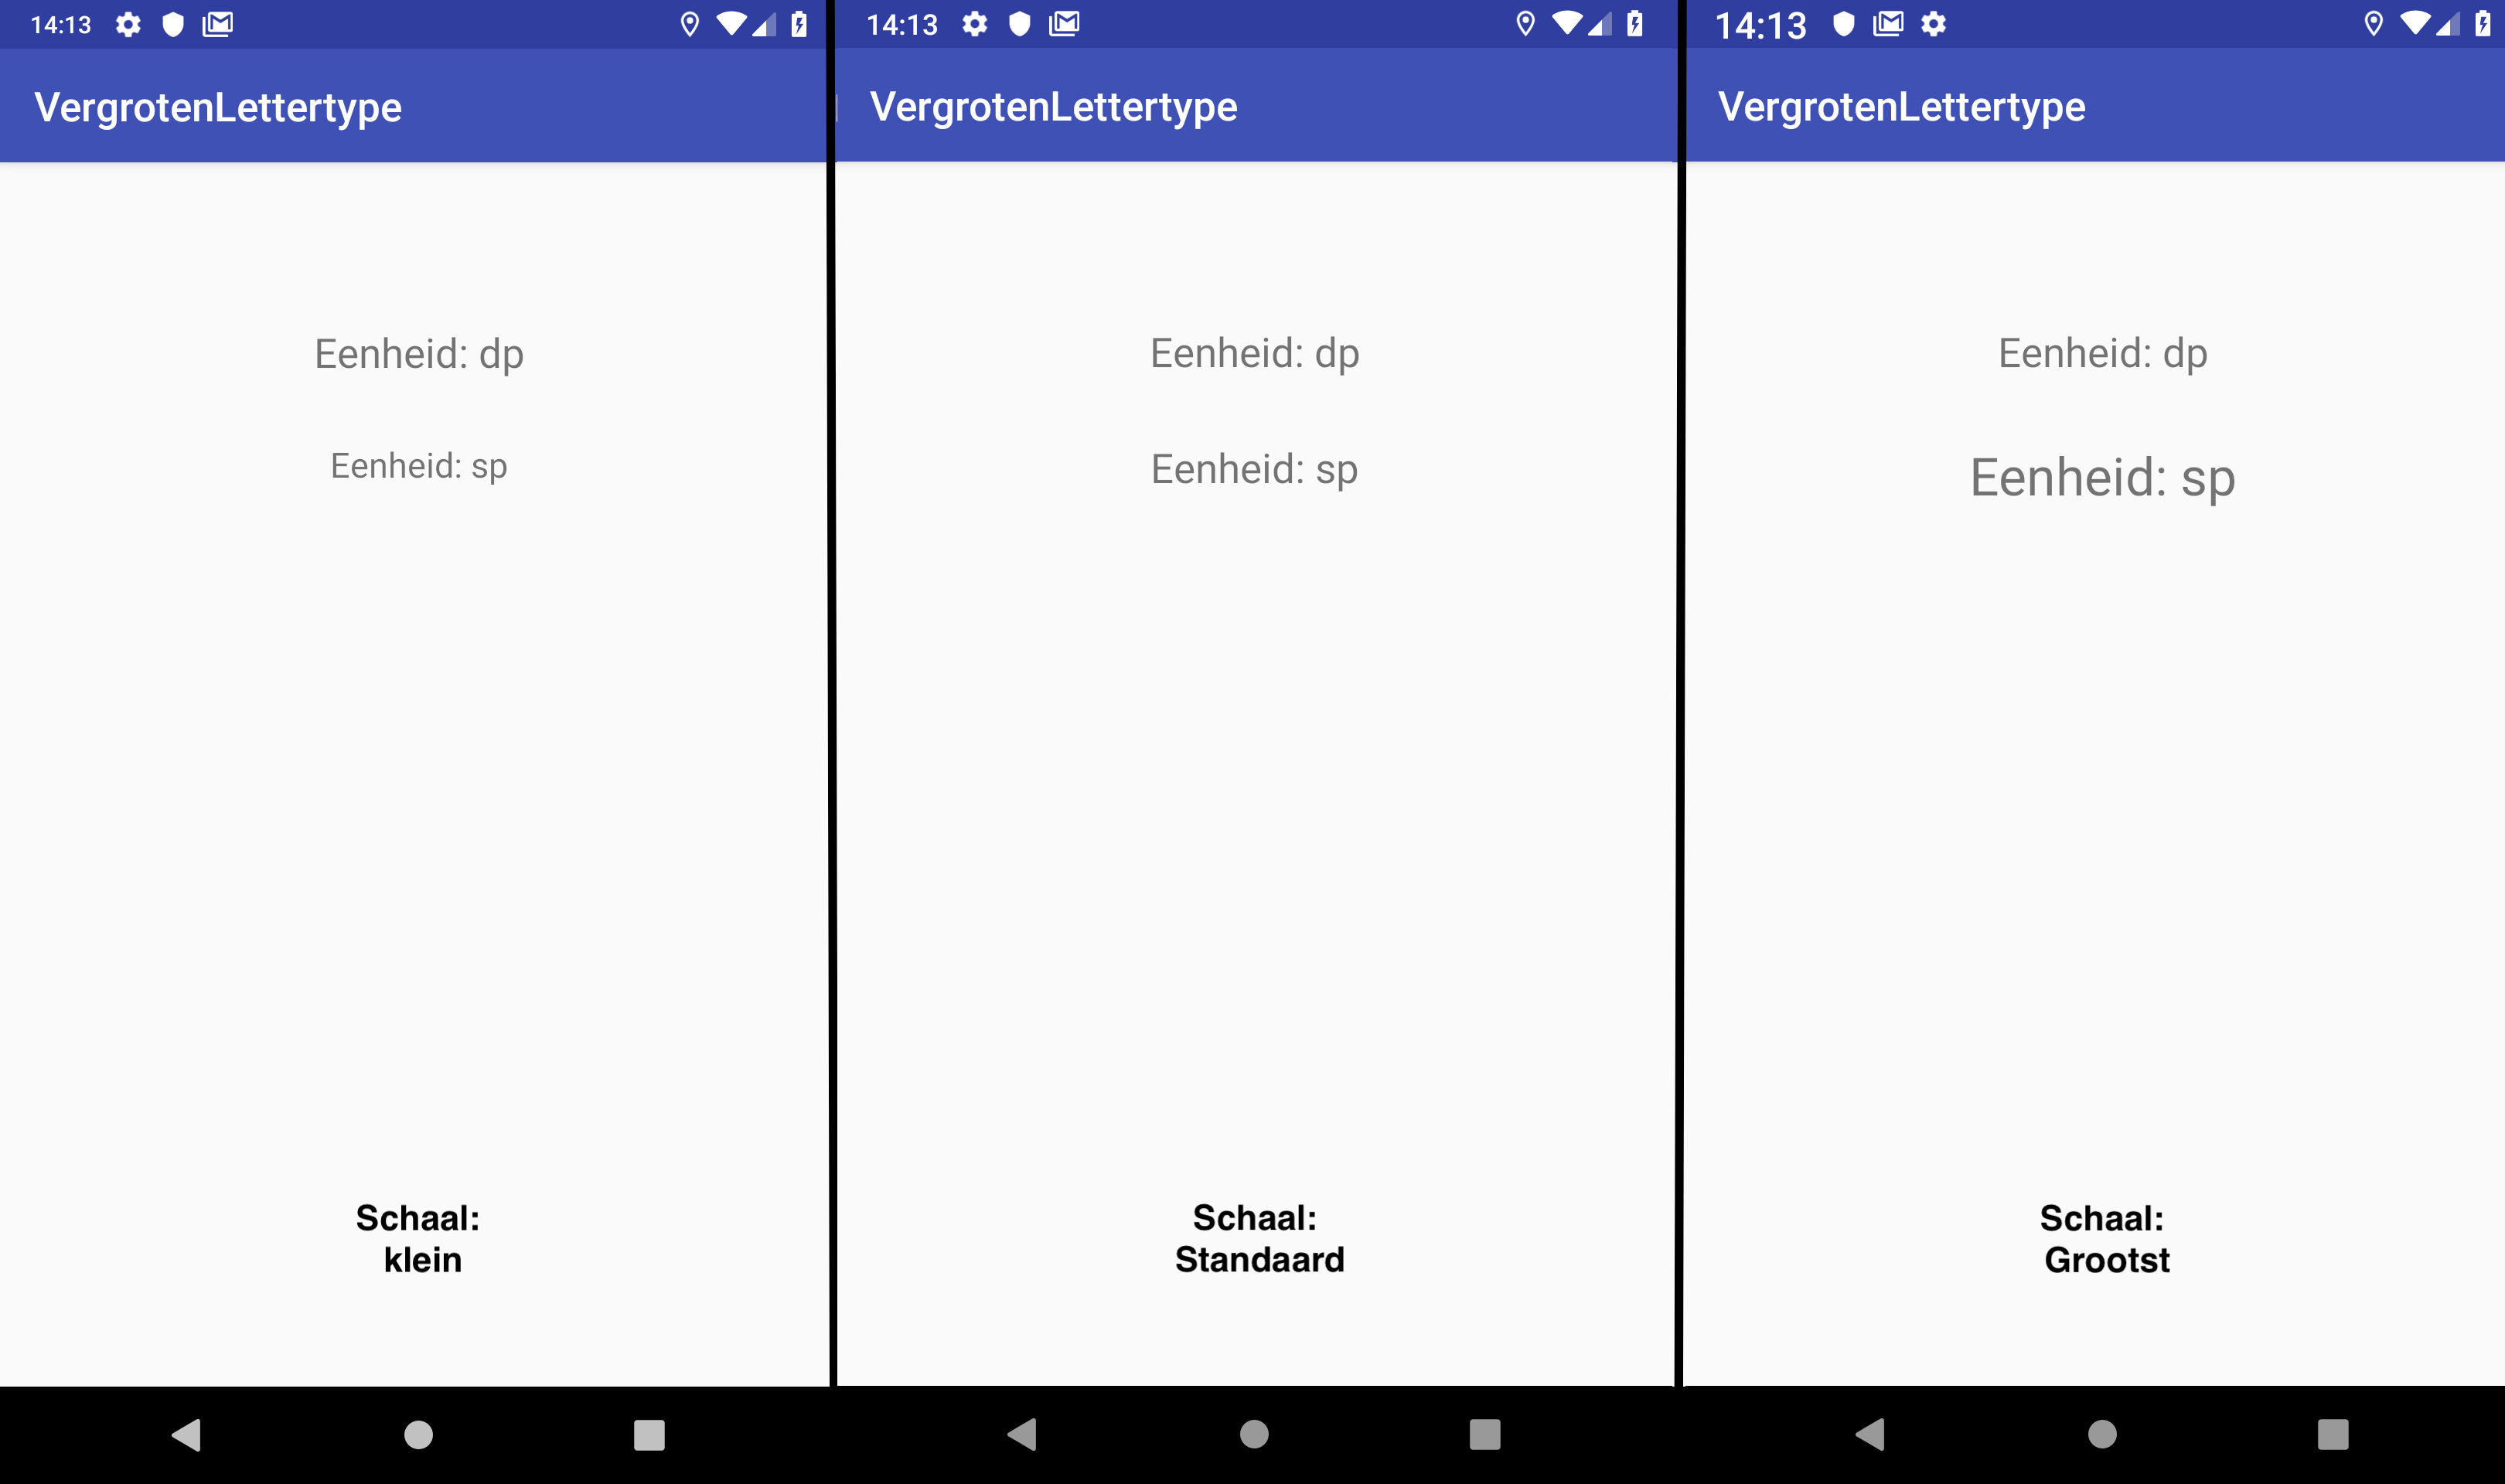 14:13
VergrotenLettertype
Eenheid: dp
Eenheid: sp
Schaal:
klein
14:13
VergrotenLettertype
Eenheid: dp
Eenheid: sp
Schaal:
Standaard
14:13
VergrotenLettertype
Eenheid: dp
Eenheid: sp
Schaal:
Grootst